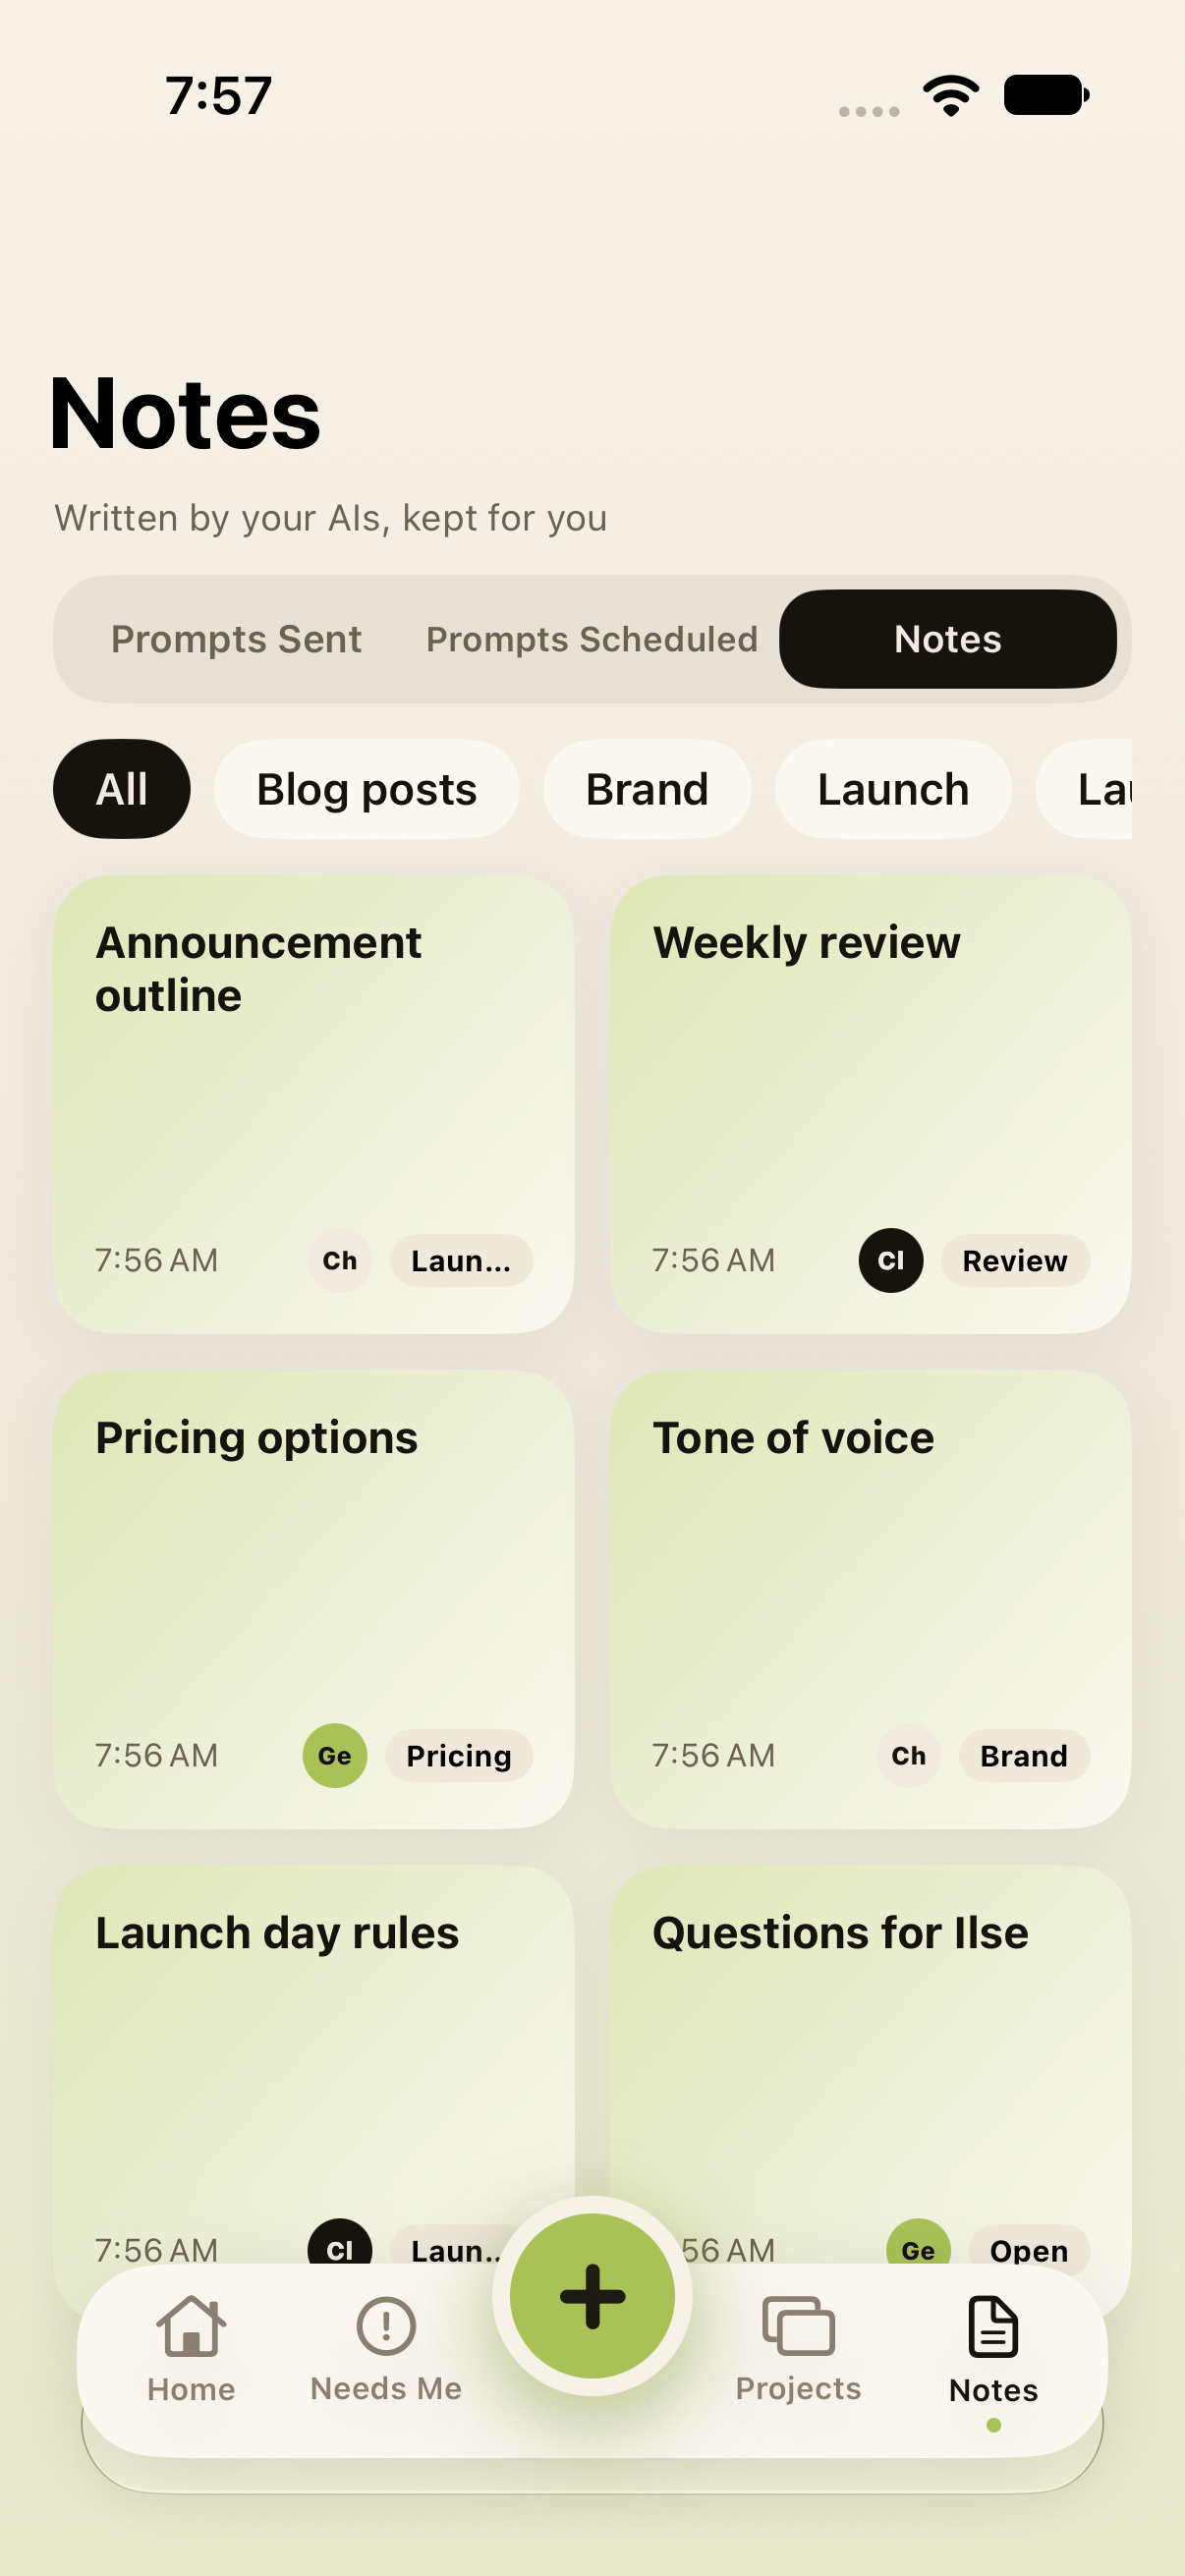 7:57
Notes
Written by your AIs, kept for you
Prompts Sent Prompts Scheduled Notes
All Blog posts Brand Launch Lau
Announcement
outline
Weekly review
7:56 AM Ch Laun...
7:56 AM Cl Review
Pricing options
Tone of voice
7:56 AM Ge Pricing
7:56 AM Ch Brand
Launch day rules
Questions for Ilse
7:56 AM Cl Laun..
56 AM Ge Open
Home Needs Me Projects Notes